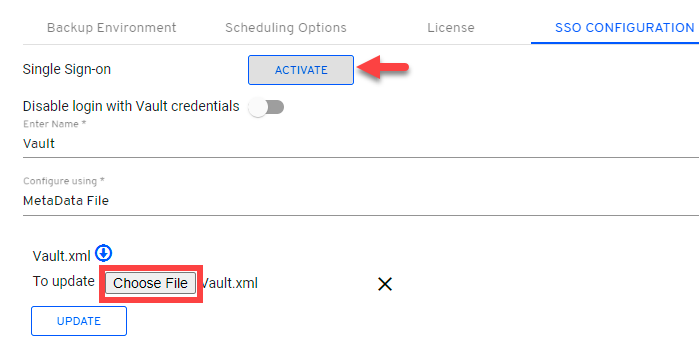 Backup Environment Scheduling Options License SSO CONFIGURATION
Single Sign-on ACTIVATE
Disable login with Vault credentials
Enter Name *
Vault
Configure using *
MetaData File
Vault.xml
To update Choose File Vault.xml
UPDATE